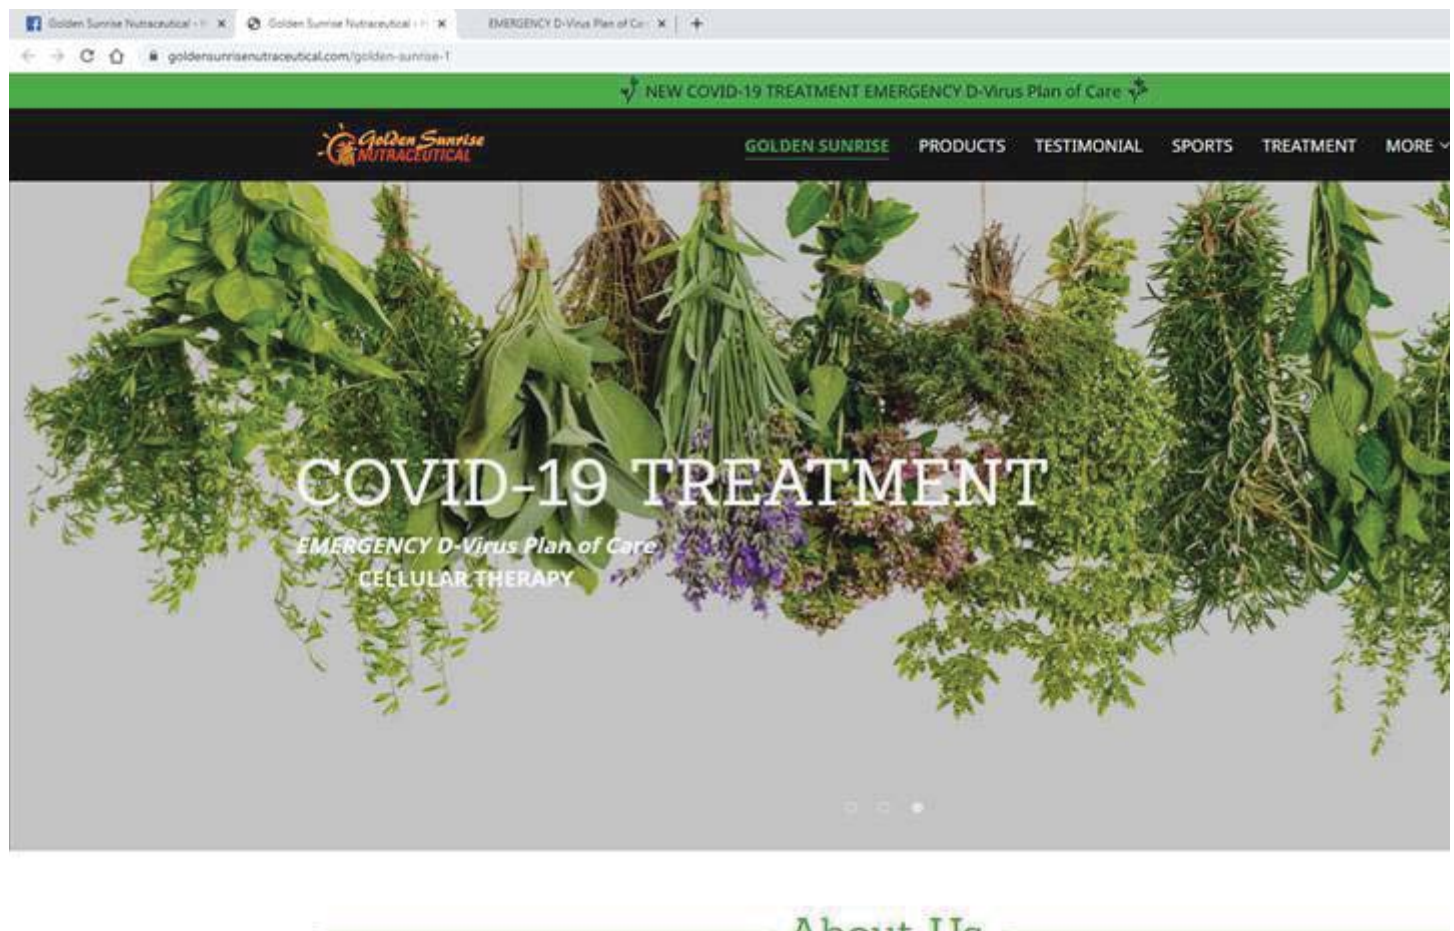 Golden Sunrise Nutraceutical - H
Golden Sunrise Nutraceutical - H
EMERGENCY D-Virus Plan of Car
goldensunrisenutraceutical.com/golden-sunrise-1
NEW COVID-19 TREATMENT EMERGENCY D-Virus Plan of Care
Golden Sunrise
NUTRACEUTICAL
GOLDEN SUNRISE PRODUCTS TESTIMONIAL SPORTS TREATMENT MORE
COVID-19 TREATMENT
EMERGENCY D-Virus Plan of Care
CELLULAR THERAPY
About Us